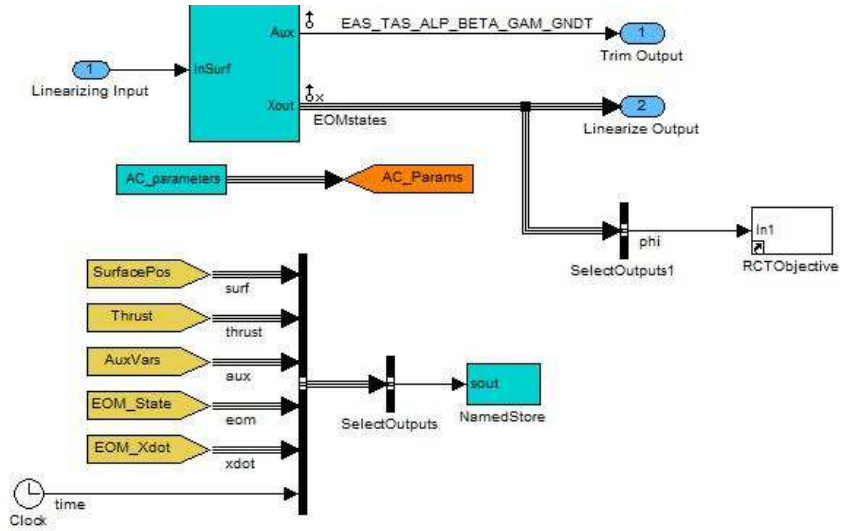 Aux
EAS_TAS_ALP_BETA_GAM_GNDT
1
Trim Output
1
InSurf
Linearizing Input
Xout
x
EOMstates
2
Linearize Output
AC_parameters
AC_Params
phi
In1
SelectOutputs1
RCTObjective
SurfacePos
surf
Thrust
thrust
AuxVars
aux
sout
EOM_State
eom
SelectOutputs
NamedStore
EOM_Xdot
xdot
time
Clock